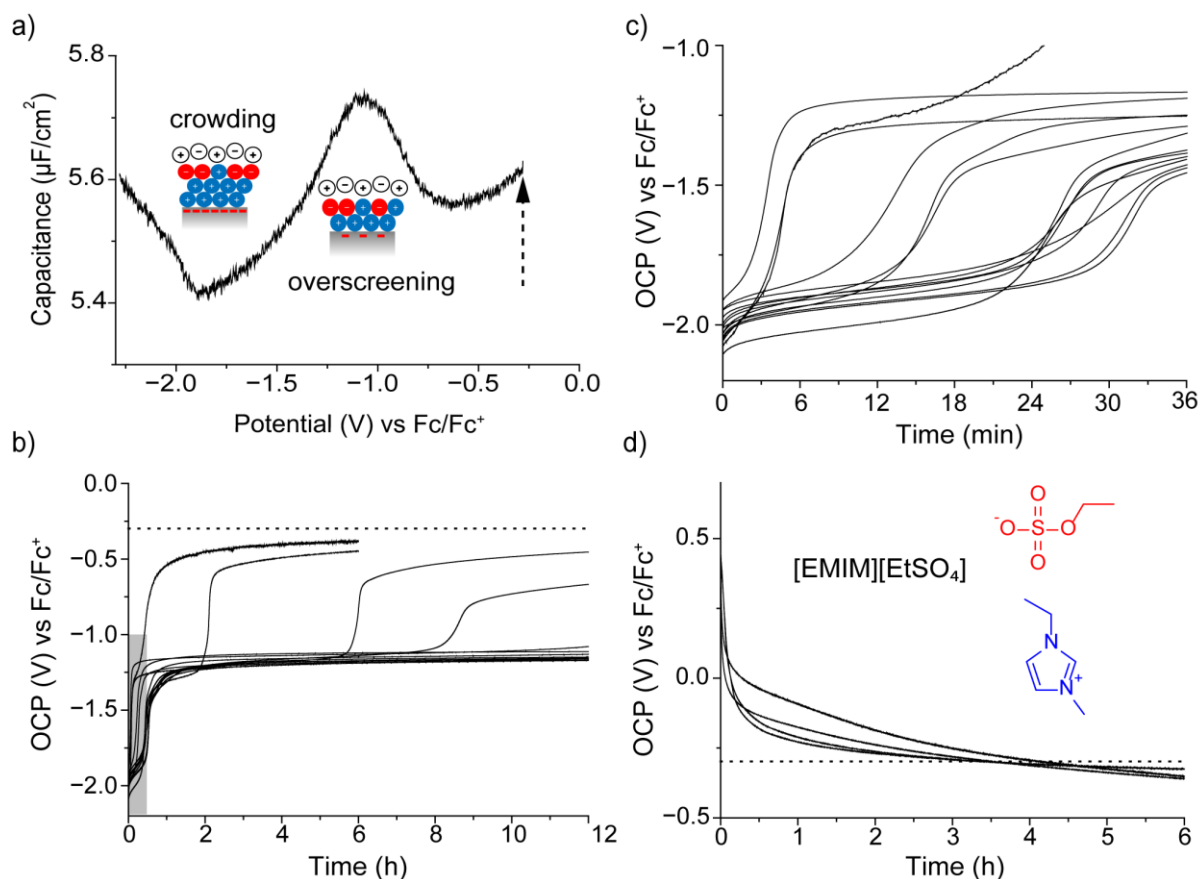 a)
5.8
5.6
5.4
Capacitance (µF/cm²)
crowding
overscreening
−2.0
−1.5
−1.0
−0.5
0.0
Potential (V) vs Fc/Fc⁺
c)
−1.0
−1.5
−2.0
OCP (V) vs Fc/Fc⁺
0
6
12
18
24
30
36
Time (min)
b)
0.0
−0.5
−1.0
−1.5
−2.0
OCP (V) vs Fc/Fc⁺
0
2
4
6
8
10
12
Time (h)
d)
0.5
0.0
−0.5
OCP (V) vs Fc/Fc⁺
[EMIM][EtSO₄]
O
⁻O
S
O
O
N
N⁺
0
1
2
3
4
5
6
Time (h)